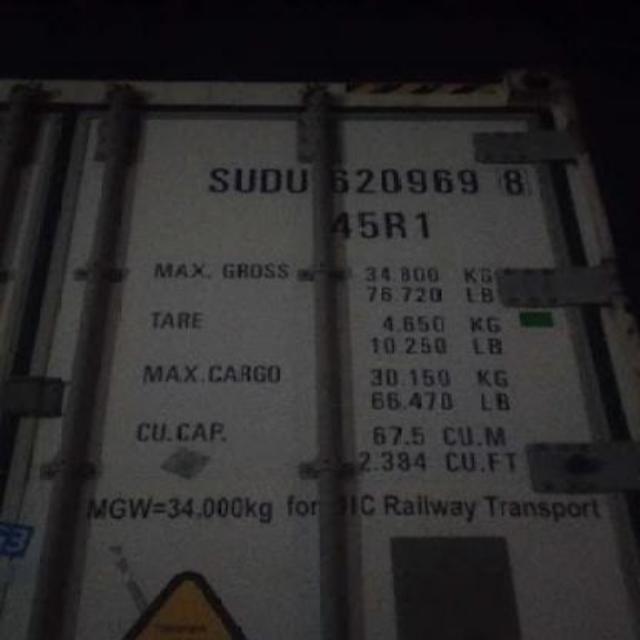 SUDU 620969 8
45R1
MAX. GROSS 34.800 KG
76.720 LB
TARE 4.650 KG
10.250 LB
MAX.CARGO 30.150 KG
66.470 LB
CU.CAP. 67.5 CU.M
2.384 CU.FT
MGW=34.000kg for Railway Transport